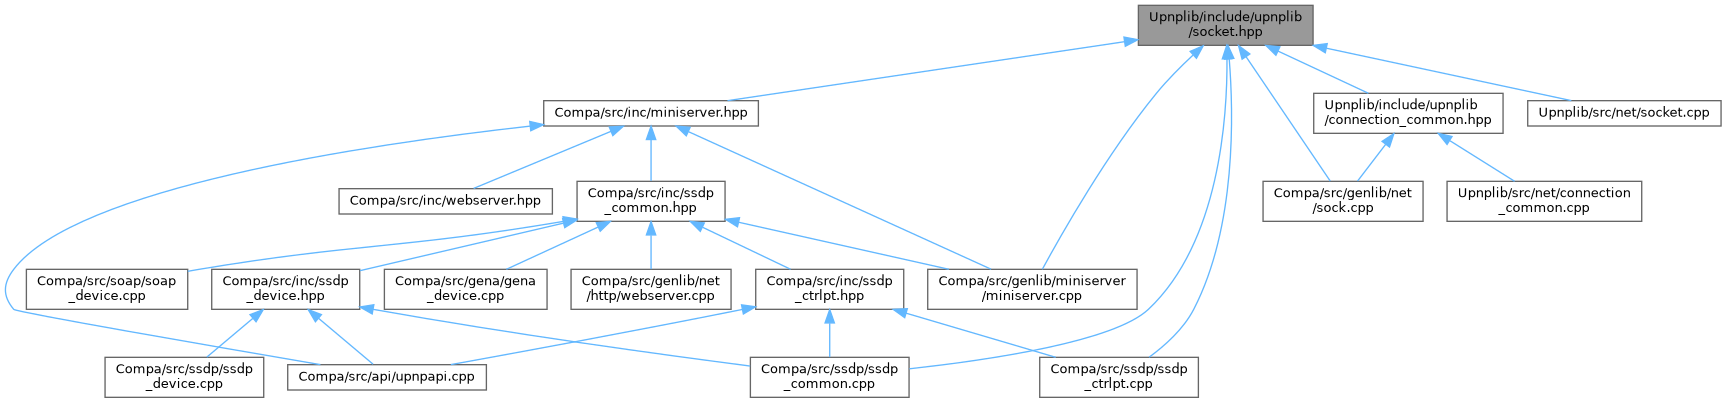 Upnplib/include/upnplib
/socket.hpp
Compa/src/inc/miniserver.hpp
Upnplib/include/upnplib
/connection_common.hpp
Upnplib/src/net/socket.cpp
Compa/src/inc/webserver.hpp
Compa/src/inc/ssdp
_common.hpp
Compa/src/genlib/net
/sock.cpp
Upnplib/src/net/connection
_common.cpp
Compa/src/soap/soap
_device.cpp
Compa/src/inc/ssdp
_device.hpp
Compa/src/gena/gena
_device.cpp
Compa/src/genlib/net
/http/webserver.cpp
Compa/src/inc/ssdp
_ctrlpt.hpp
Compa/src/genlib/miniserver
/miniserver.cpp
Compa/src/ssdp/ssdp
_device.cpp
Compa/src/api/upnpapi.cpp
Compa/src/ssdp/ssdp
_common.cpp
Compa/src/ssdp/ssdp
_ctrlpt.cpp